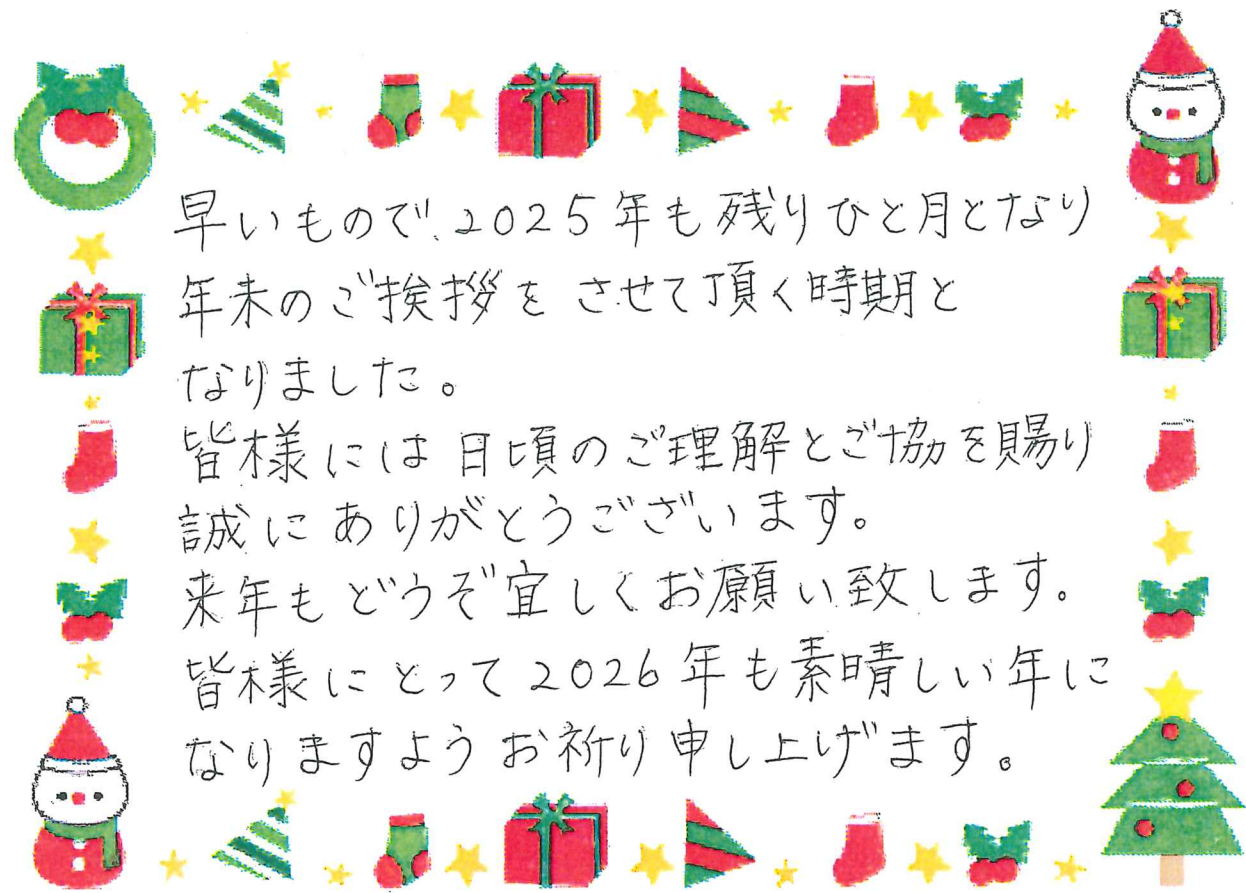 早いもので、2025年も残りひと月となり
年末のご挨拶をさせて頂く時期と
なりました。
皆様には日頃のご理解とご協を賜り
誠にありがとうございます。
来年もどうぞ宜しくお願い致します。
皆様にとって2026年も素晴しい年に
なりますようお祈り申し上げます。